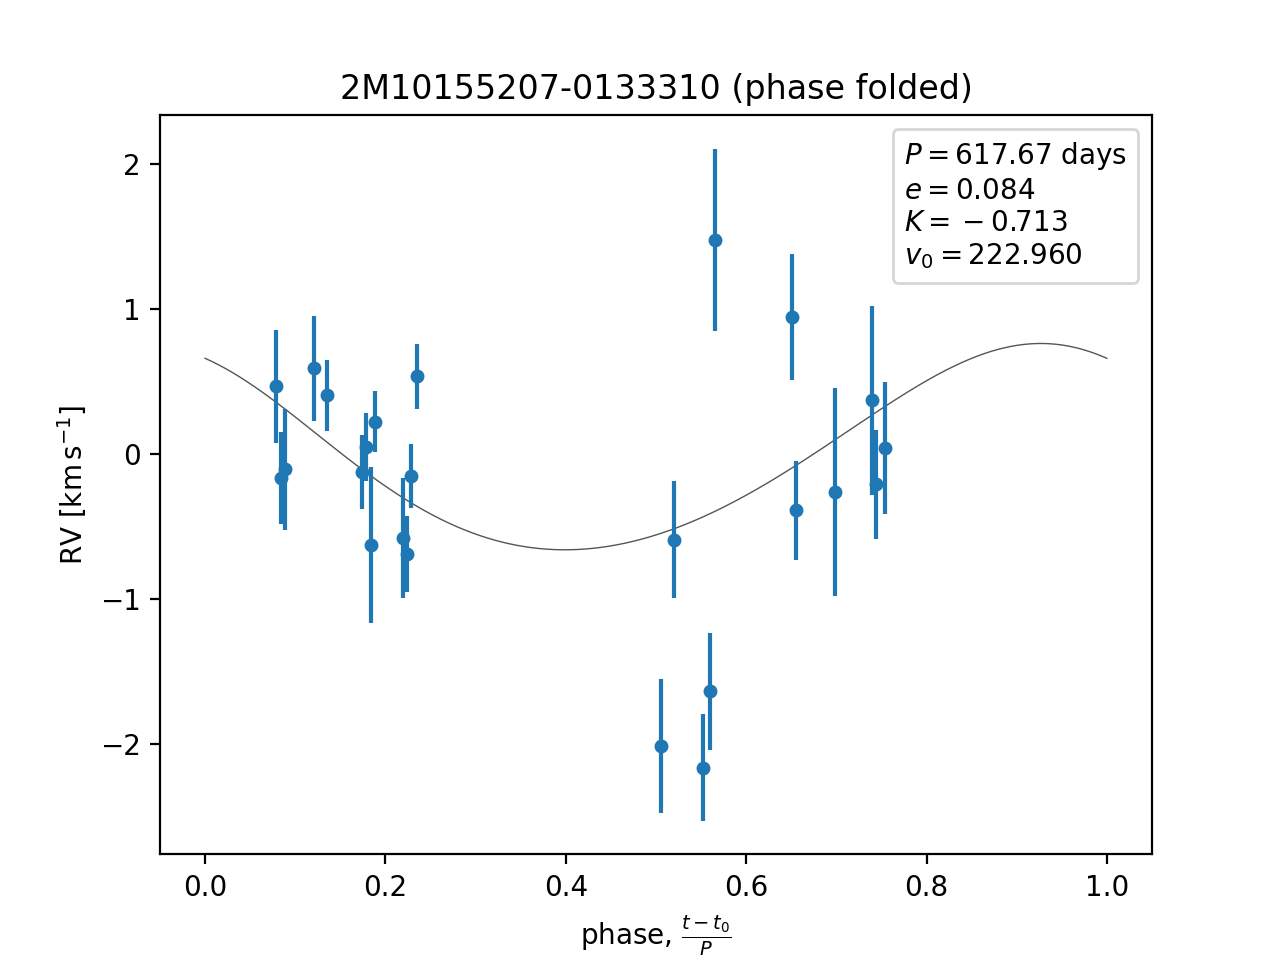 2M10155207-0133310 (phase folded)
P = 617.67 days
e = 0.084
K = −0.713
v₀ = 222.960
2
1
0
−1
−2
RV [km s⁻¹]
0.0 0.2 0.4 0.6 0.8 1.0
phase, (t − t₀)/P